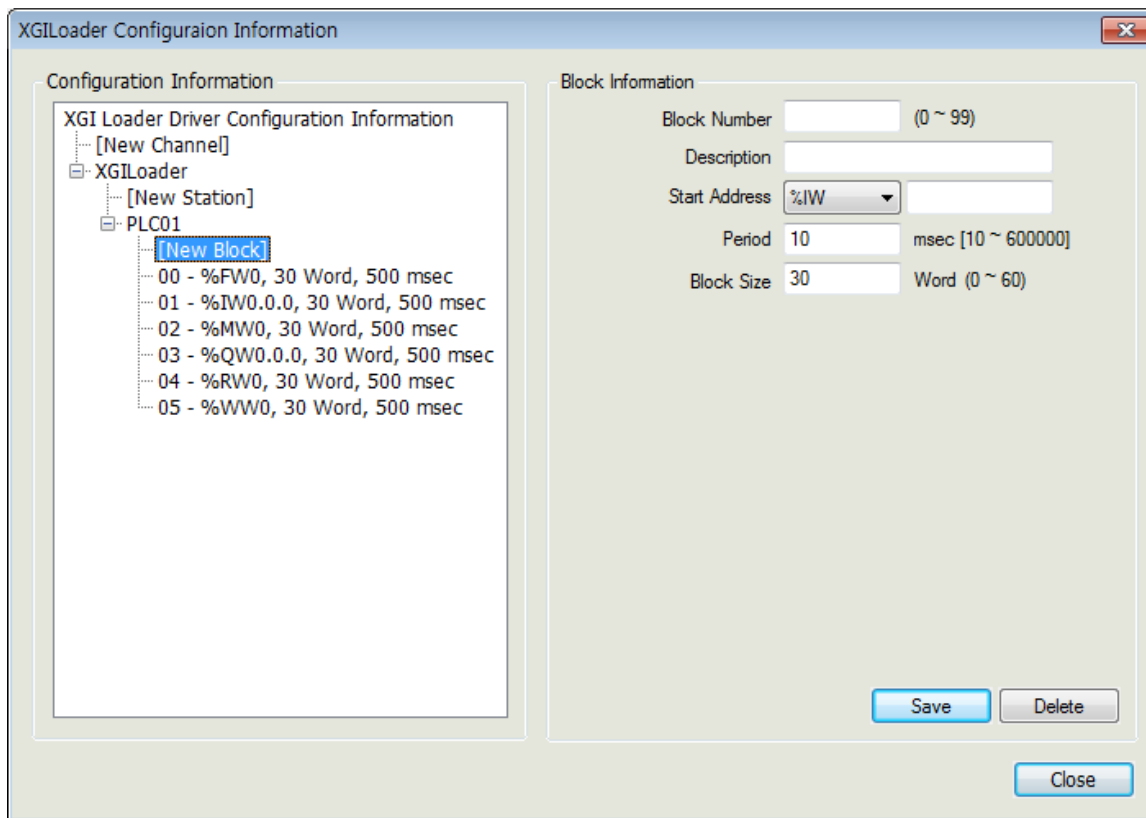 XGILoader Configuraion Information
Configuration Information
XGI Loader Driver Configuration Information
[New Channel]
XGILoader
[New Station]
PLC01
[New Block]
00 - %FW0, 30 Word, 500 msec
01 - %IW0.0.0, 30 Word, 500 msec
02 - %MW0, 30 Word, 500 msec
03 - %QW0.0.0, 30 Word, 500 msec
04 - %RW0, 30 Word, 500 msec
05 - %WW0, 30 Word, 500 msec
Block Information
Block Number (0 ~ 99)
Description
Start Address %IW
Period 10 msec [10 ~ 600000]
Block Size 30 Word (0 ~ 60)
Save Delete
Close